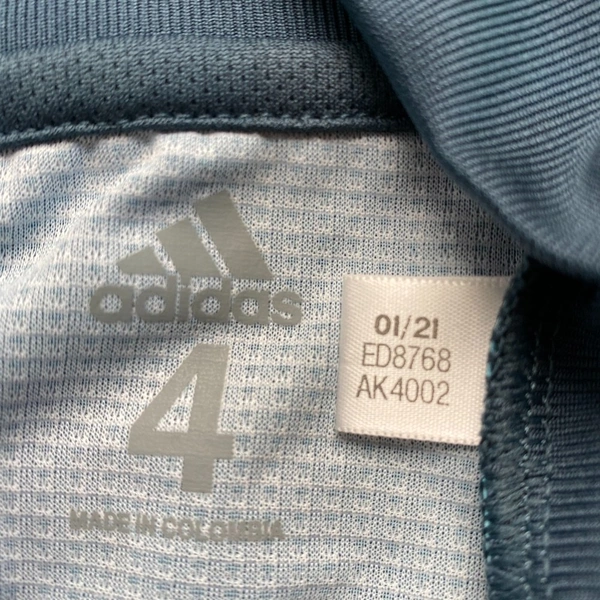 adidas
4
MADE IN COLOMBIA
01/21
ED8768
AK4002